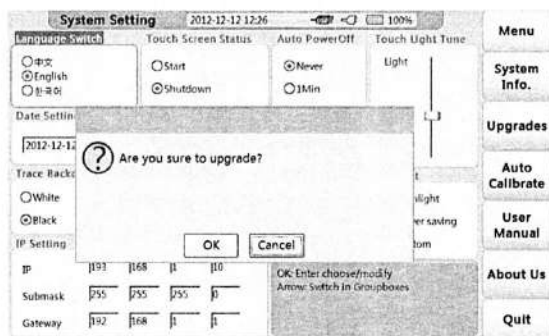 System Setting 2012-12-12 12:26 100%
Language Switch Touch Screen Status Auto PowerOff Touch Light Tune
中文 Start Never Light
English
한국어 Shutdown 1Min
Date Settin
2012-12-12
Are you sure to upgrade?
Trace Backg
White
Black
OK Cancel
hlight
er saving
tom
IP Setting
IP 193 168 1 10
Submask 255 255 255 0
Gateway 192 168 1 1
OK: Enter choose/modify
Arrow: Switch In Groupboxes
Menu
System
Info.
Upgrades
Auto
Calibrate
User
Manual
About Us
Quit